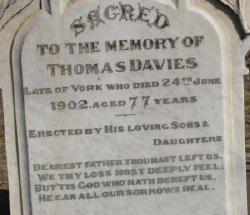 SACRED
TO THE MEMORY OF
THOMAS DAVIES
LATE OF YORK WHO DIED 24TH JUNE
1902. AGED 77 YEARS
ERECTED BY HIS LOVING SONS &
DAUGHTERS
DEAREST FATHER THOU HAST LEFT US.
WE THY LOSS MOST DEEPLY FEEL:
BUT TIS GOD WHO HATH BEREFT US.
HE CAN ALL OUR SORROWS HEAL.